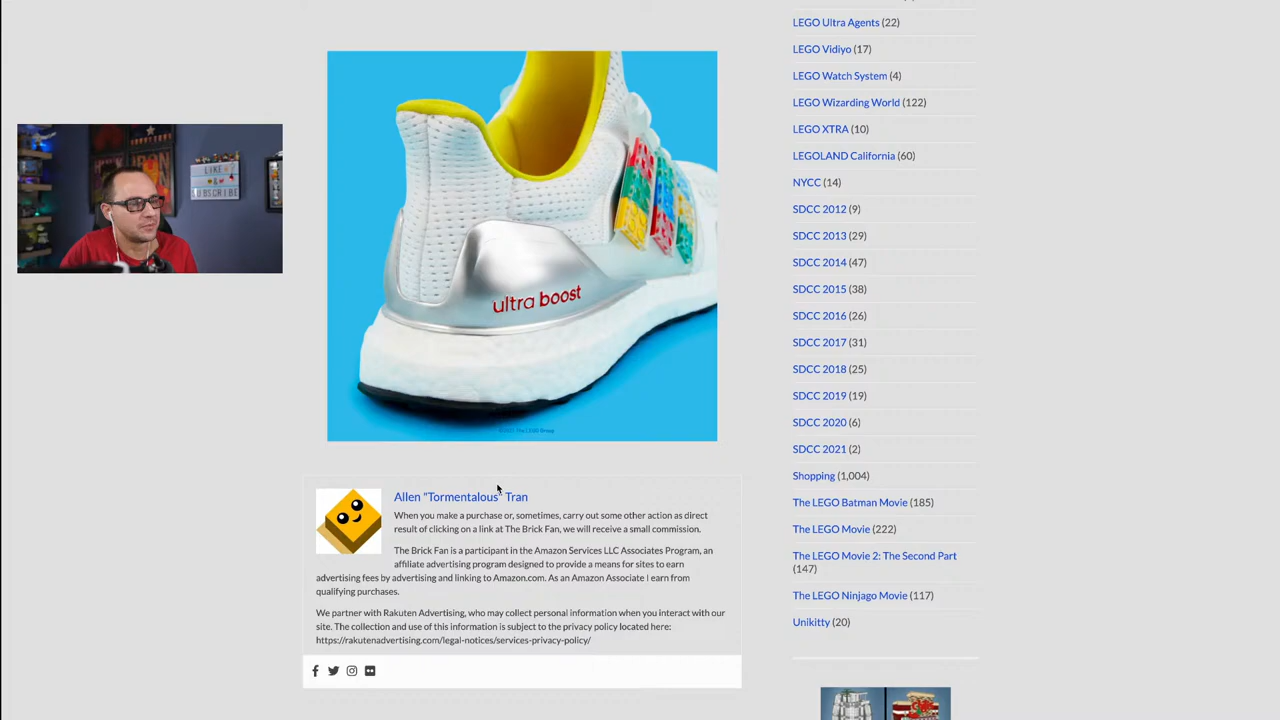 LIKE
&
SUBSCRIBE
ultra boost
© 2021 The LEGO Group
Allen "Tormentalous" Tran
When you make a purchase or, sometimes, carry out some other action as direct
result of clicking on a link at The Brick Fan, we will receive a small commission.
The Brick Fan is a participant in the Amazon Services LLC Associates Program, an
affiliate advertising program designed to provide a means for sites to earn
advertising fees by advertising and linking to Amazon.com. As an Amazon Associate I earn from
qualifying purchases.
We partner with Rakuten Advertising, who may collect personal information when you interact with our
site. The collection and use of this information is subject to the privacy policy located here:
https://rakutenadvertising.com/legal-notices/services-privacy-policy/
LEGO Ultra Agents (22)
LEGO Vidiyo (17)
LEGO Watch System (4)
LEGO Wizarding World (122)
LEGO XTRA (10)
LEGOLAND California (60)
NYCC (14)
SDCC 2012 (9)
SDCC 2013 (29)
SDCC 2014 (47)
SDCC 2015 (38)
SDCC 2016 (26)
SDCC 2017 (31)
SDCC 2018 (25)
SDCC 2019 (19)
SDCC 2020 (6)
SDCC 2021 (2)
Shopping (1,004)
The LEGO Batman Movie (185)
The LEGO Movie (222)
The LEGO Movie 2: The Second Part
(147)
The LEGO Ninjago Movie (117)
Unikitty (20)